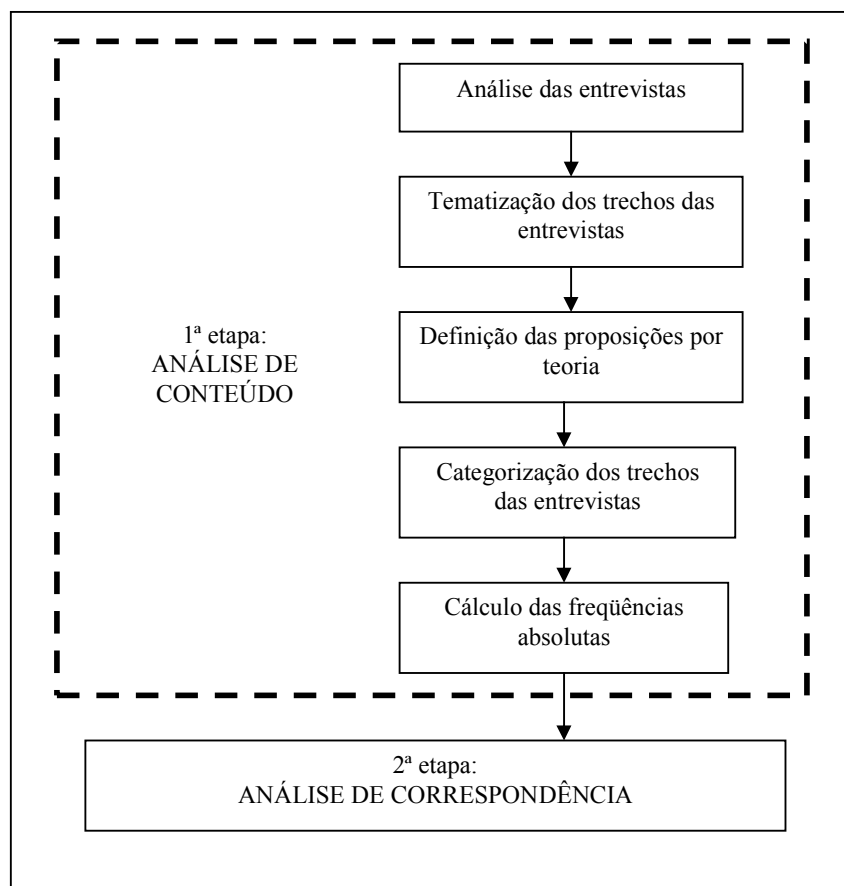 Análise das entrevistas
Tematização dos trechos das
entrevistas
1ª etapa:
ANÁLISE DE
CONTEÚDO
Definição das proposições por
teoria
Categorização dos trechos
das entrevistas
Cálculo das freqüências
absolutas
2ª etapa:
ANÁLISE DE CORRESPONDÊNCIA